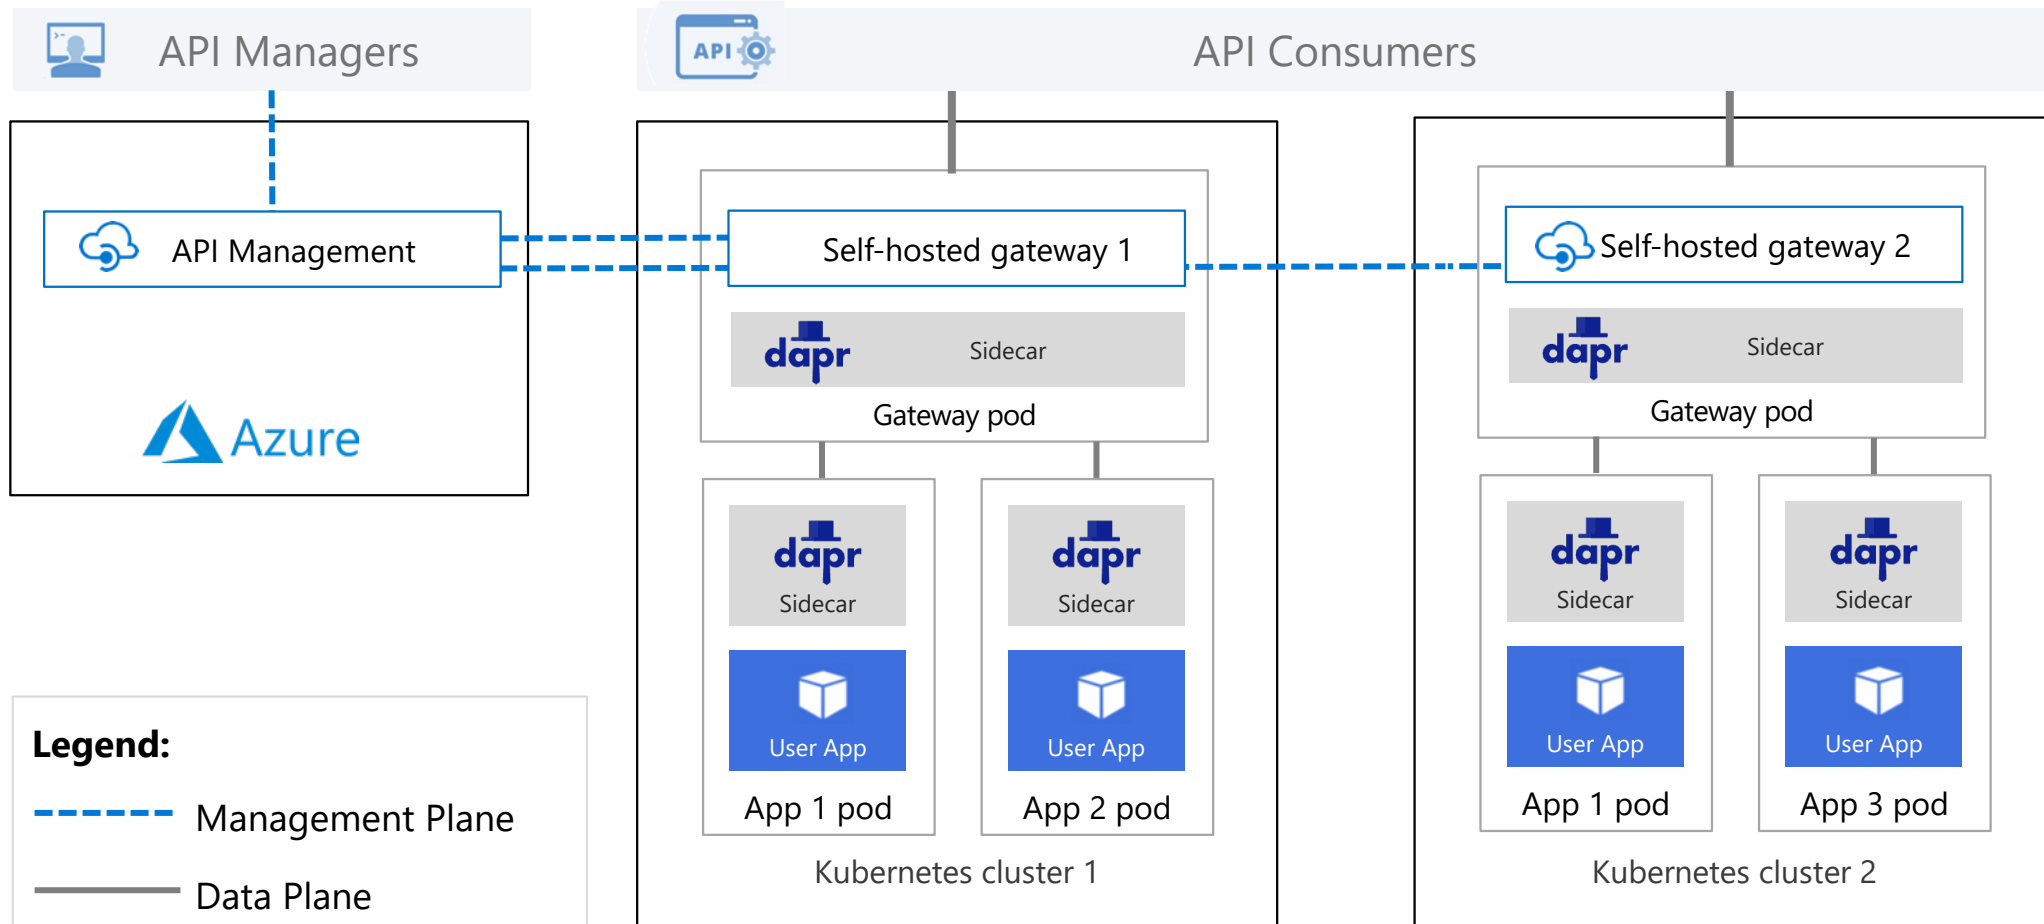 API Managers
API
API Consumers
API Management
Azure
Self-hosted gateway 1
dapr
Sidecar
Gateway pod
dapr
Sidecar
User App
App 1 pod
dapr
Sidecar
User App
App 2 pod
Kubernetes cluster 1
Self-hosted gateway 2
dapr
Sidecar
Gateway pod
dapr
Sidecar
User App
App 1 pod
dapr
Sidecar
User App
App 3 pod
Kubernetes cluster 2
Legend:
Management Plane
Data Plane